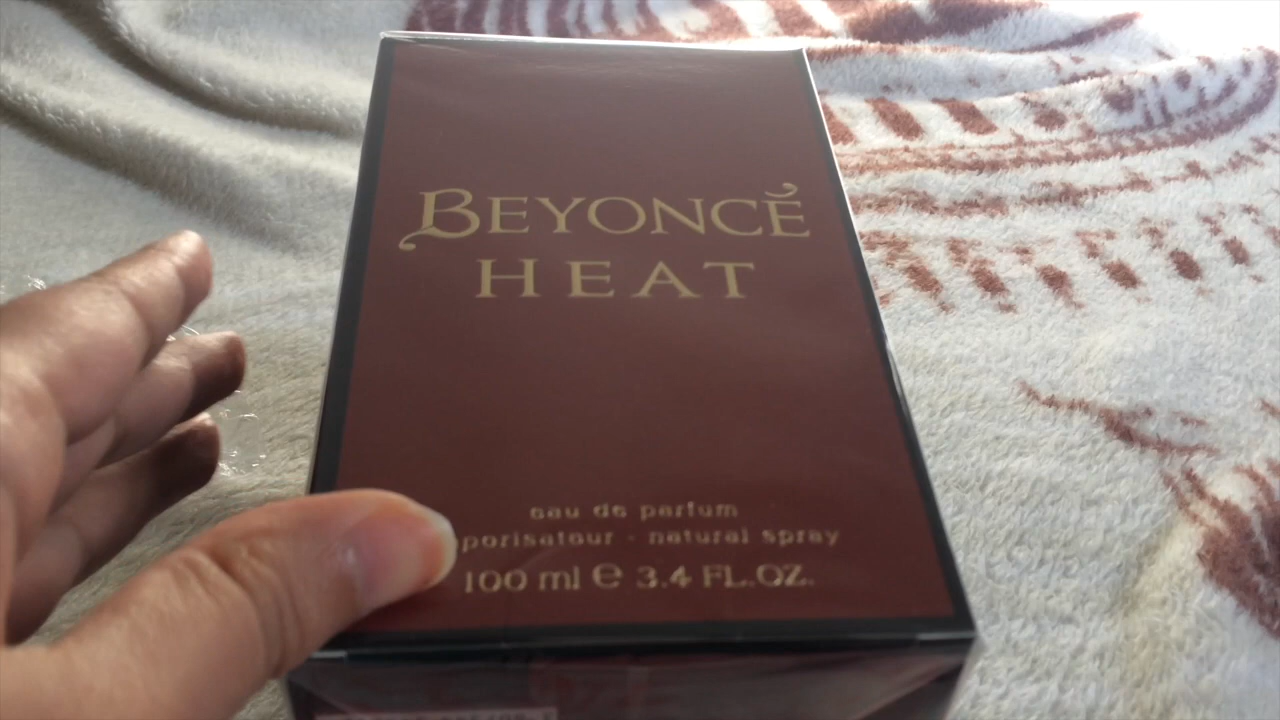 BEYONCÉ
HEAT
eau de parfum
porisateur - natural spray
100 ml ℮ 3.4 FL.OZ.